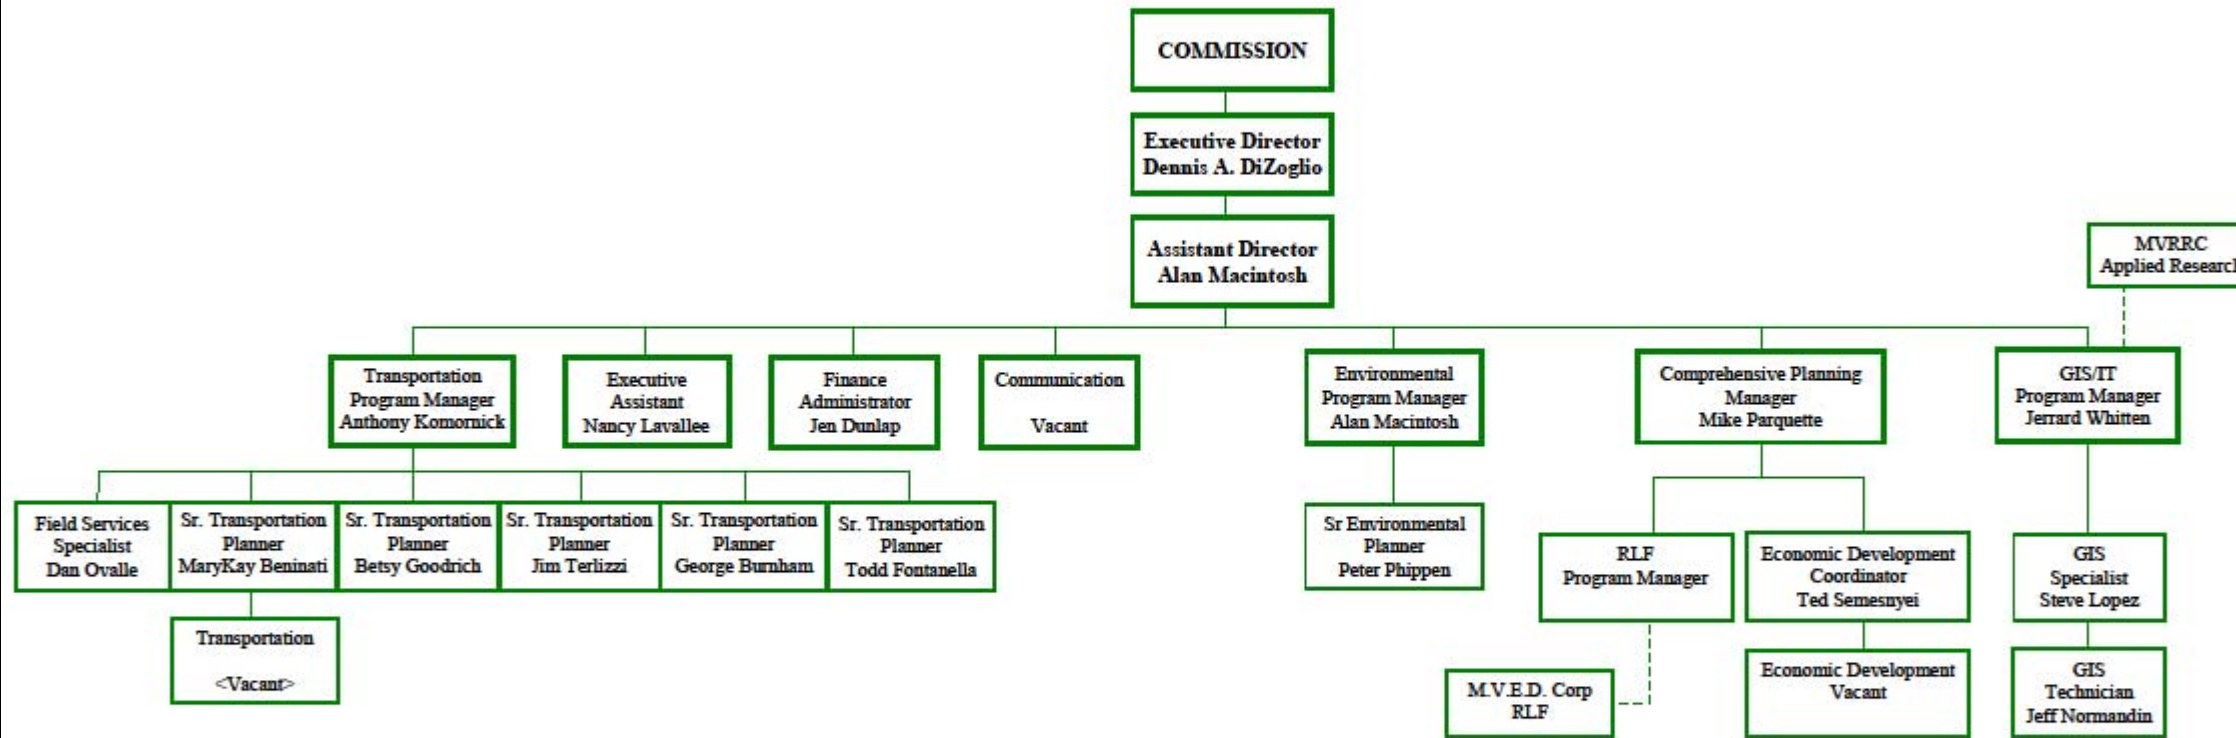 COMMISSION
Executive Director
Dennis A. DiZoglio
Assistant Director
Alan Macintosh
MVRRC
Applied Research
Transportation
Program Manager
Anthony Komornick
Executive
Assistant
Nancy Lavallee
Finance
Administrator
Jen Dunlap
Communication
Vacant
Environmental
Program Manager
Alan Macintosh
Comprehensive Planning
Manager
Mike Parquette
GIS/IT
Program Manager
Jerrard Whitten
Field Services
Specialist
Dan Ovalle
Sr. Transportation
Planner
MaryKay Beninati
Sr. Transportation
Planner
Betsy Goodrich
Sr. Transportation
Planner
Jim Terlizzi
Sr. Transportation
Planner
George Burnham
Sr. Transportation
Planner
Todd Fontanella
Sr Environmental
Planner
Peter Phippen
RLF
Program Manager
Economic Development
Coordinator
Ted Semesnyei
GIS
Specialist
Steve Lopez
Transportation
<Vacant>
M.V.E.D. Corp
RLF
Economic Development
Vacant
GIS
Technician
Jeff Normandin